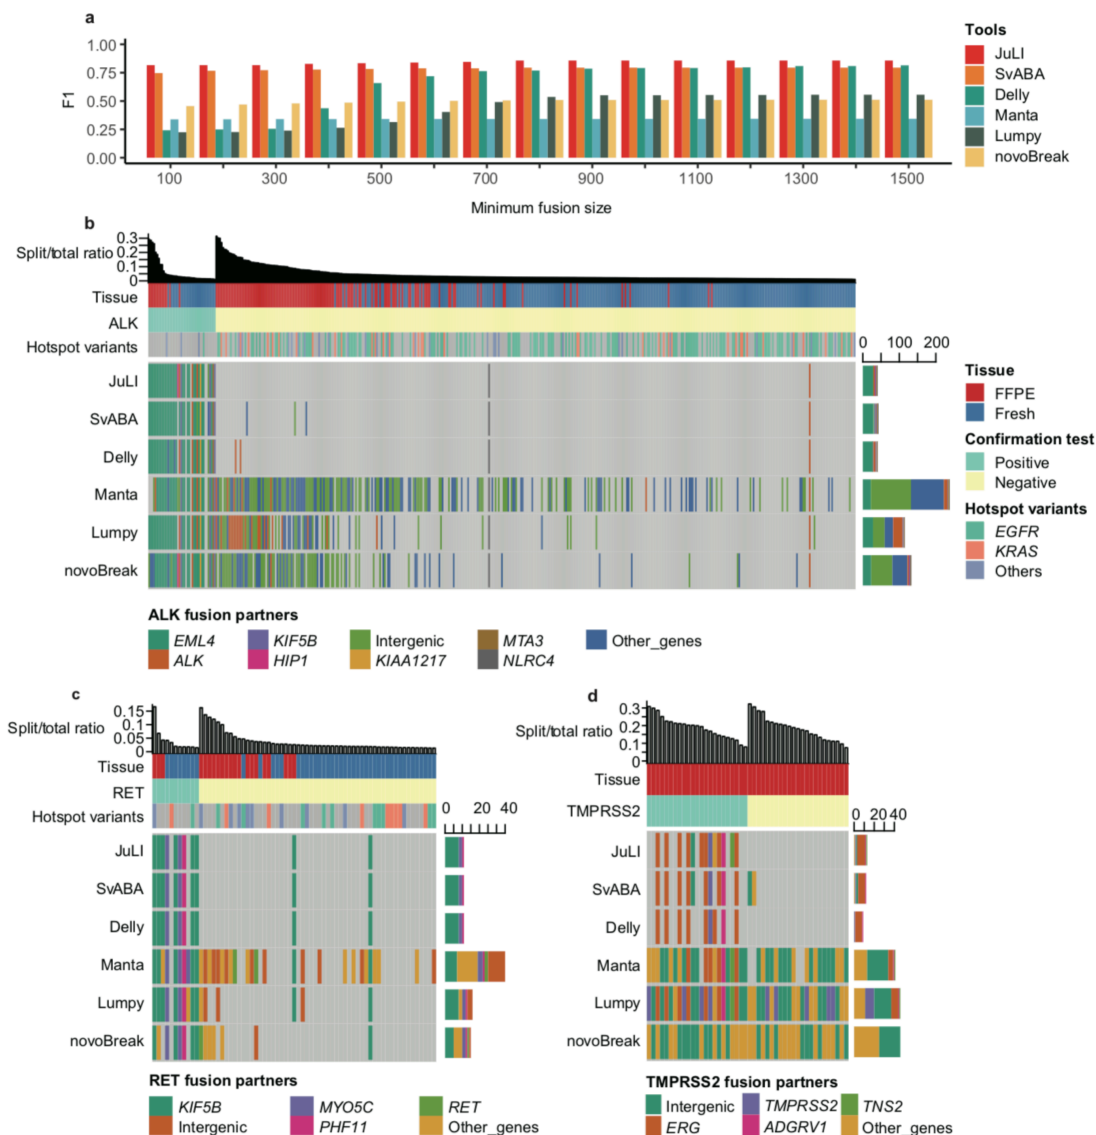 a
Tools
1.00
0.75
0.50
0.25
0.00
F1
100 300 500 700 900 1100 1300 1500
Minimum fusion size
JuLI
SvABA
Delly
Manta
Lumpy
novoBreak
b
0.3
0.2
0.1
0
Split/total ratio
Tissue
ALK
Hotspot variants
0 100 200
JuLI
SvABA
Delly
Manta
Lumpy
novoBreak
Tissue
FFPE
Fresh
Confirmation test
Positive
Negative
Hotspot variants
EGFR
KRAS
Others
ALK fusion partners
EML4 KIF5B Intergenic MTA3 Other_genes
ALK HIP1 KIAA1217 NLRC4
c
0.15
0.1
0.05
0
Split/total ratio
Tissue
RET
Hotspot variants
0 20 40
JuLI
SvABA
Delly
Manta
Lumpy
novoBreak
RET fusion partners
KIF5B MYO5C RET
Intergenic PHF11 Other_genes
d
0.3
0.2
0.1
0
Split/total ratio
Tissue
TMPRSS2
0 20 40
JuLI
SvABA
Delly
Manta
Lumpy
novoBreak
TMPRSS2 fusion partners
Intergenic TMPRSS2 TNS2
ERG ADGRV1 Other_genes